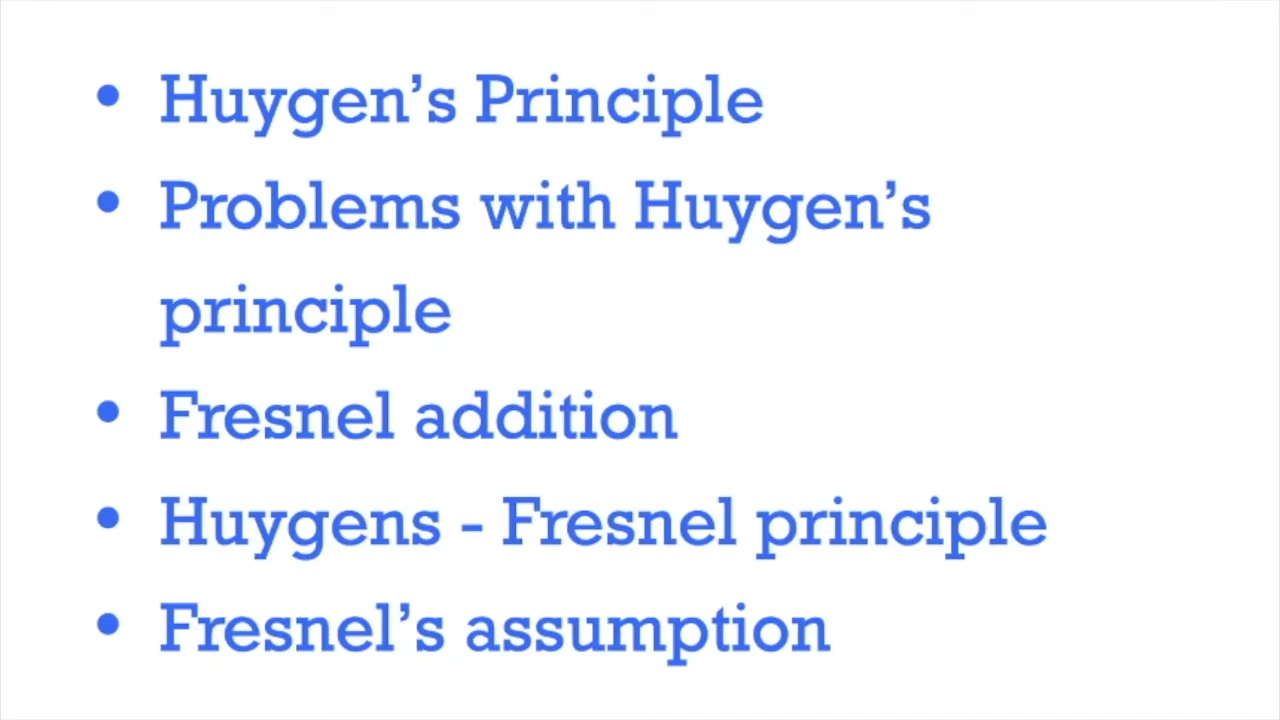 • Huygen’s Principle
• Problems with Huygen’s
principle
• Fresnel addition
• Huygens - Fresnel principle
• Fresnel’s assumption